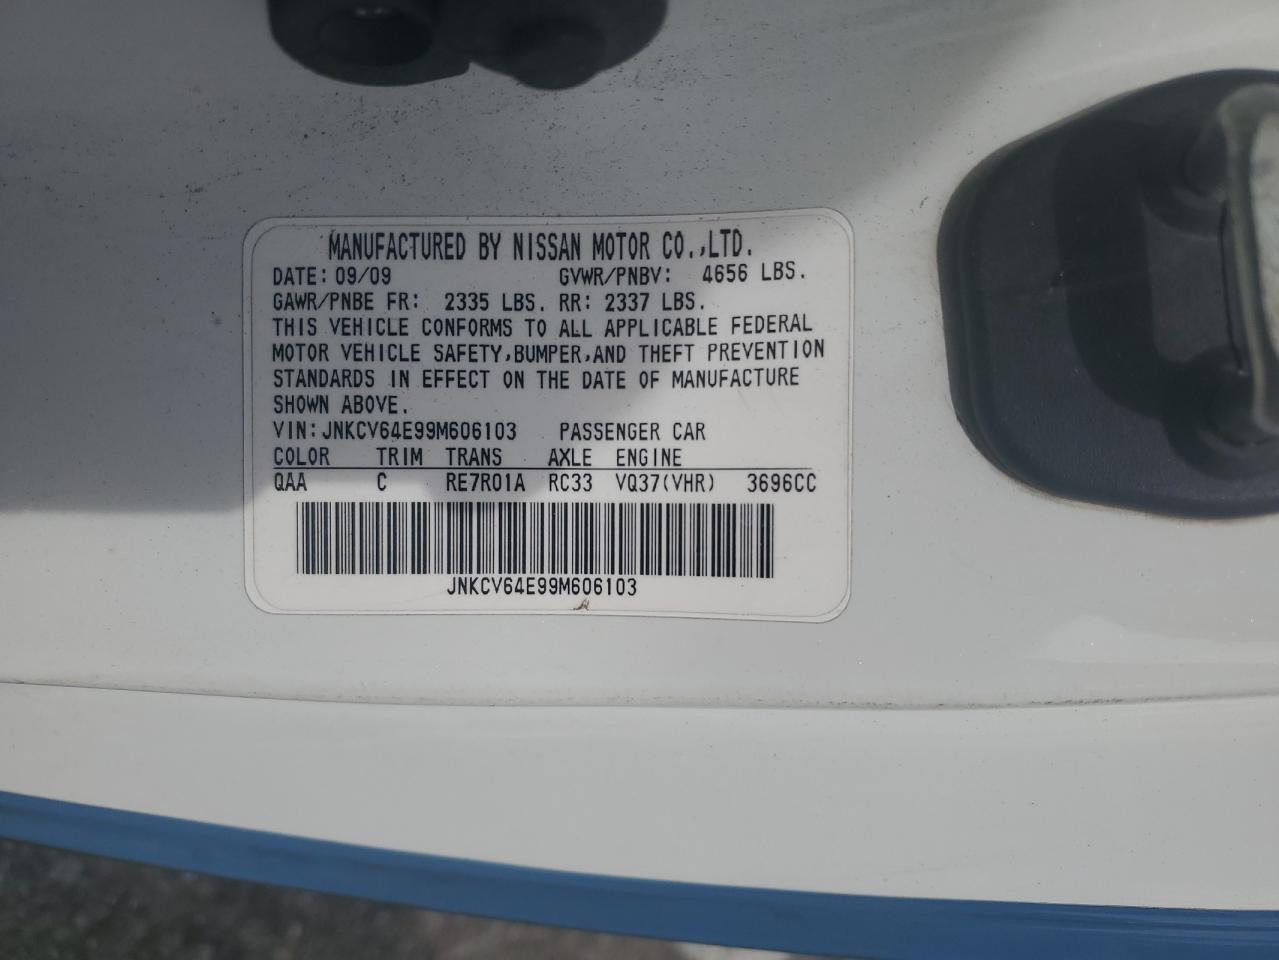 MANUFACTURED BY NISSAN MOTOR CO.,LTD.
DATE: 09/09 GVWR/PNBV: 4656 LBS.
GAWR/PNBE FR: 2335 LBS. RR: 2337 LBS.
THIS VEHICLE CONFORMS TO ALL APPLICABLE FEDERAL
MOTOR VEHICLE SAFETY,BUMPER,AND THEFT PREVENTION
STANDARDS IN EFFECT ON THE DATE OF MANUFACTURE
SHOWN ABOVE.
VIN:JNKCV64E99M606103 PASSENGER CAR
COLOR TRIM TRANS AXLE ENGINE
QAA C RE7R01A RC33 VQ37(VHR) 3696CC
JNKCV64E99M606103